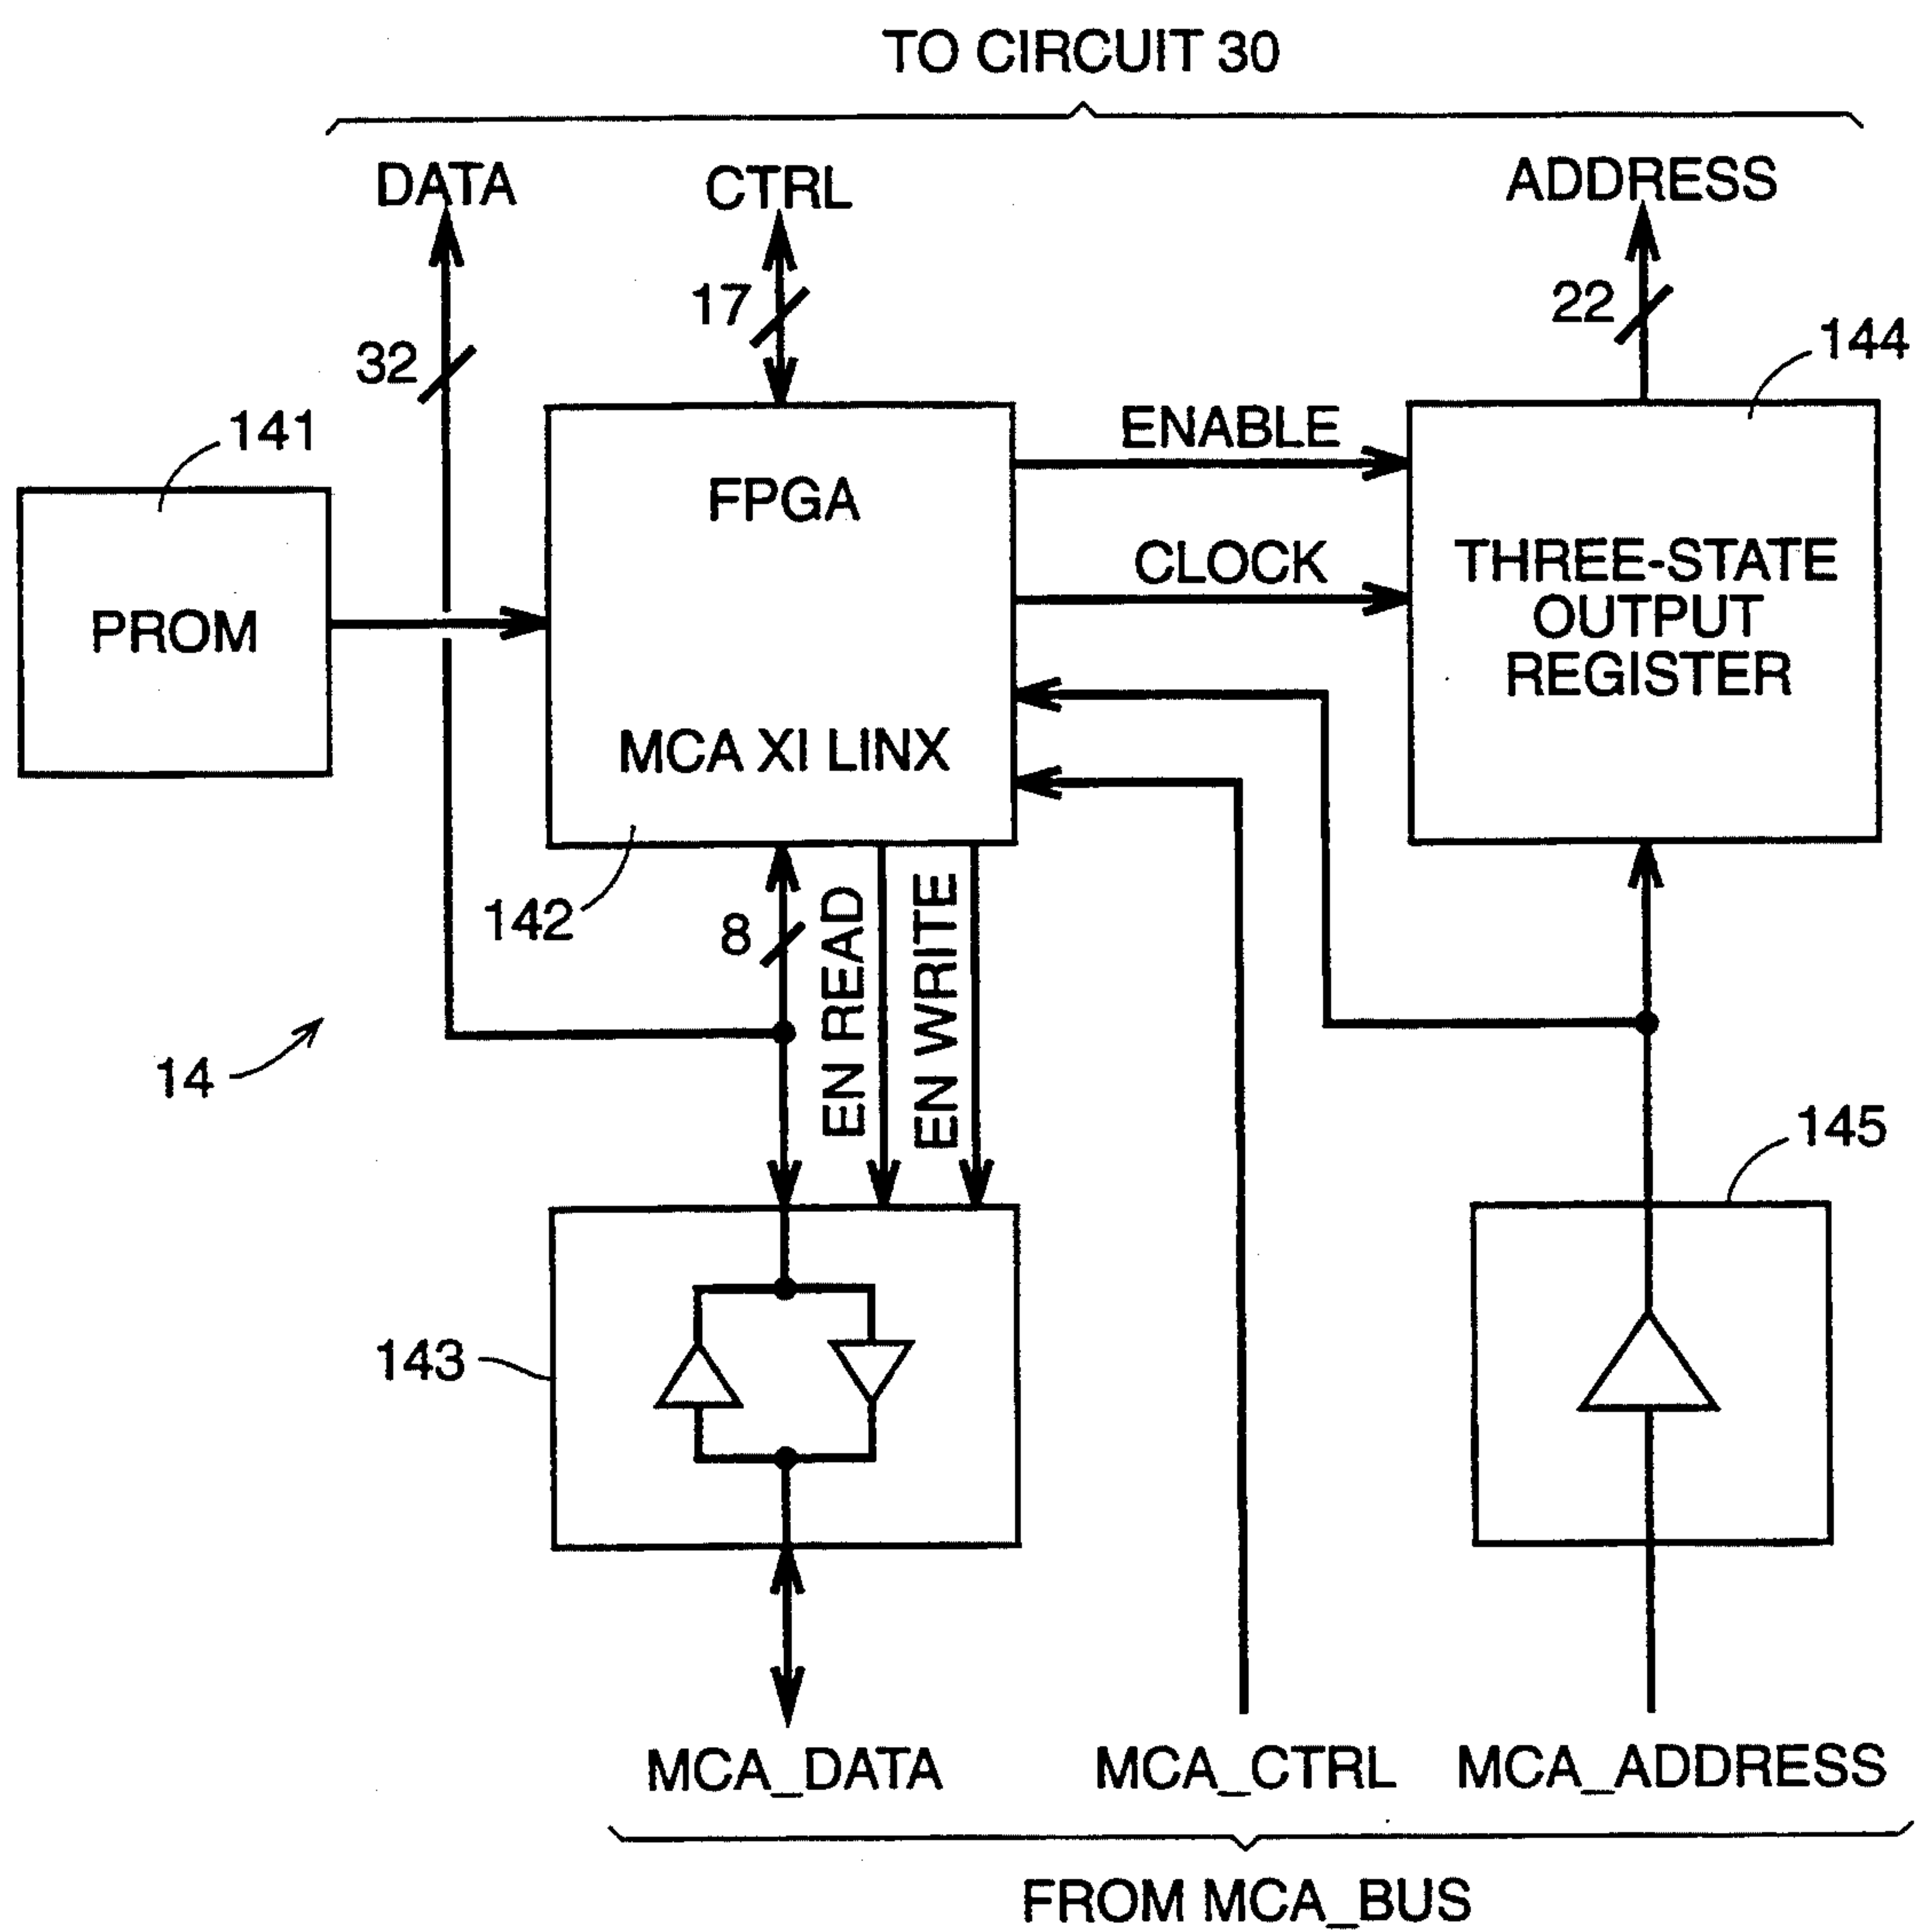 TO CIRCUIT 30
DATA
CTRL
ADDRESS
17
22
32
144
141
ENABLE
FPGA
CLOCK
THREE-STATE
OUTPUT
REGISTER
PROM
MCA XI LINX
142
8
EN READ
EN WRITE
14
145
143
MCA_DATA
MCA_CTRL
MCA_ADDRESS
FROM MCA_BUS